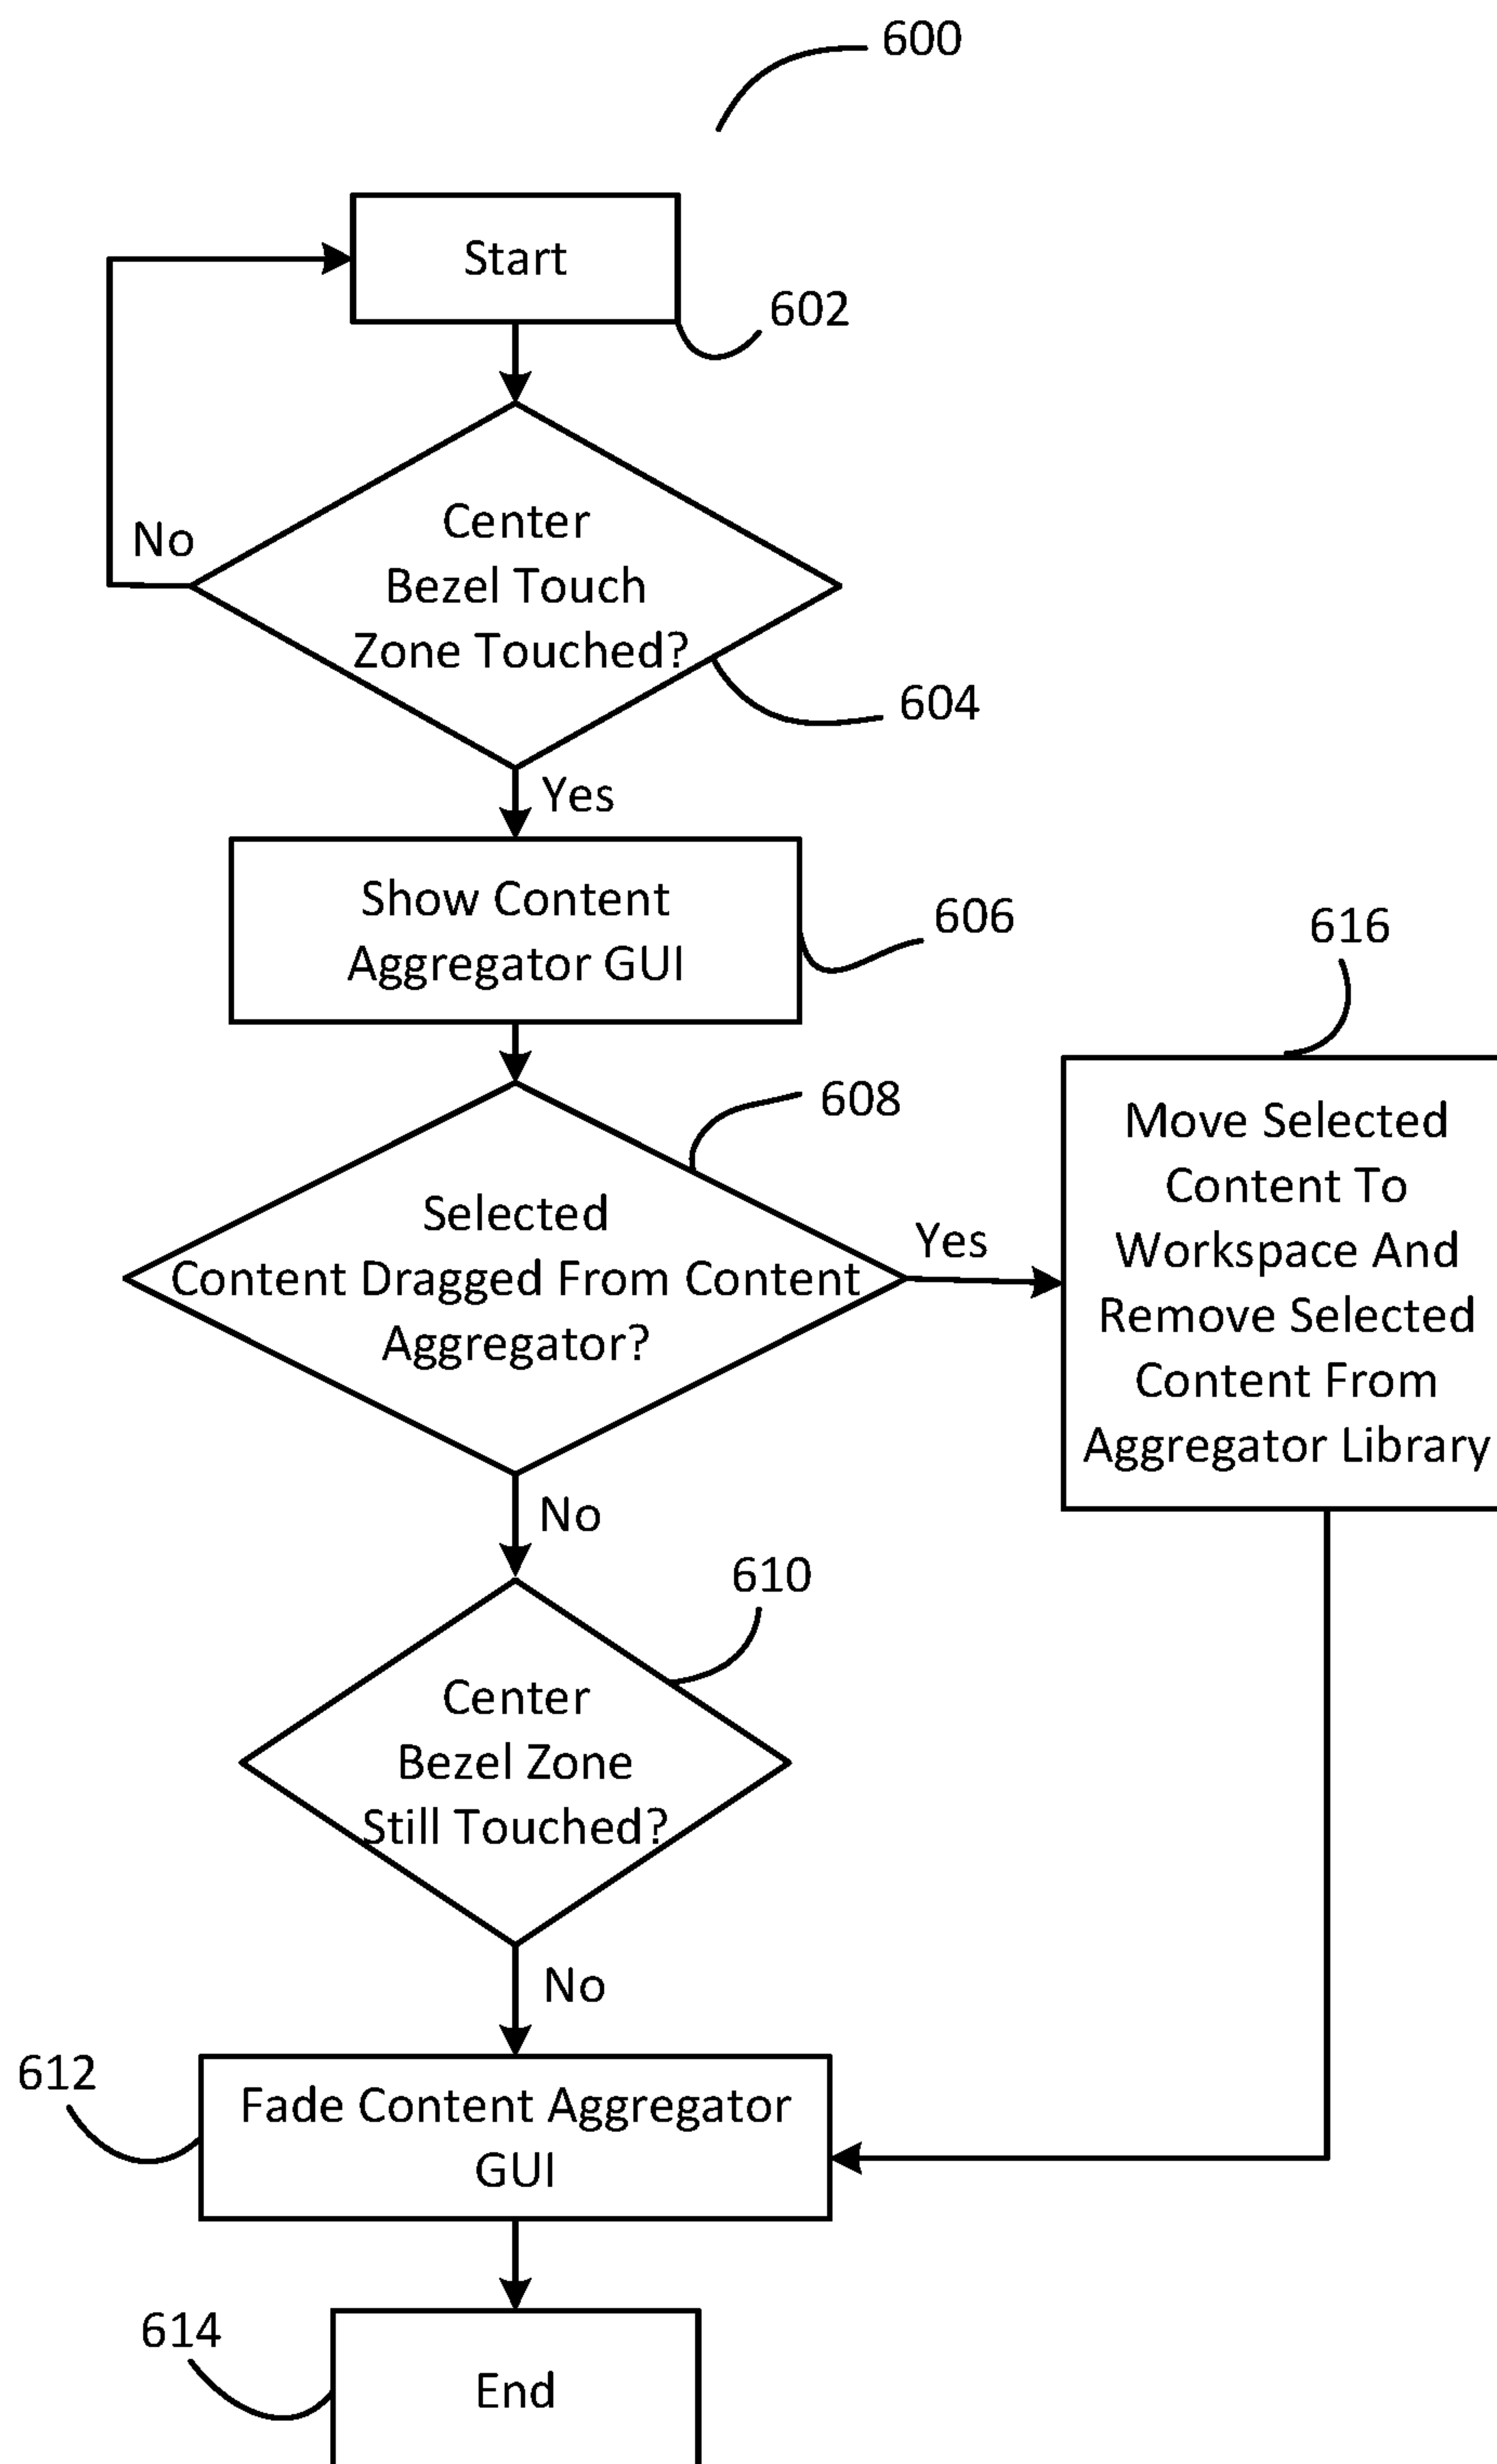 600
Start
602
Center
Bezel Touch
Zone Touched?
No
604
Yes
Show Content
Aggregator GUI
606
616
608
Selected
Content Dragged From Content
Aggregator?
Yes
Move Selected
Content To
Workspace And
Remove Selected
Content From
Aggregator Library
No
610
Center
Bezel Zone
Still Touched?
No
612
Fade Content Aggregator
GUI
614
End